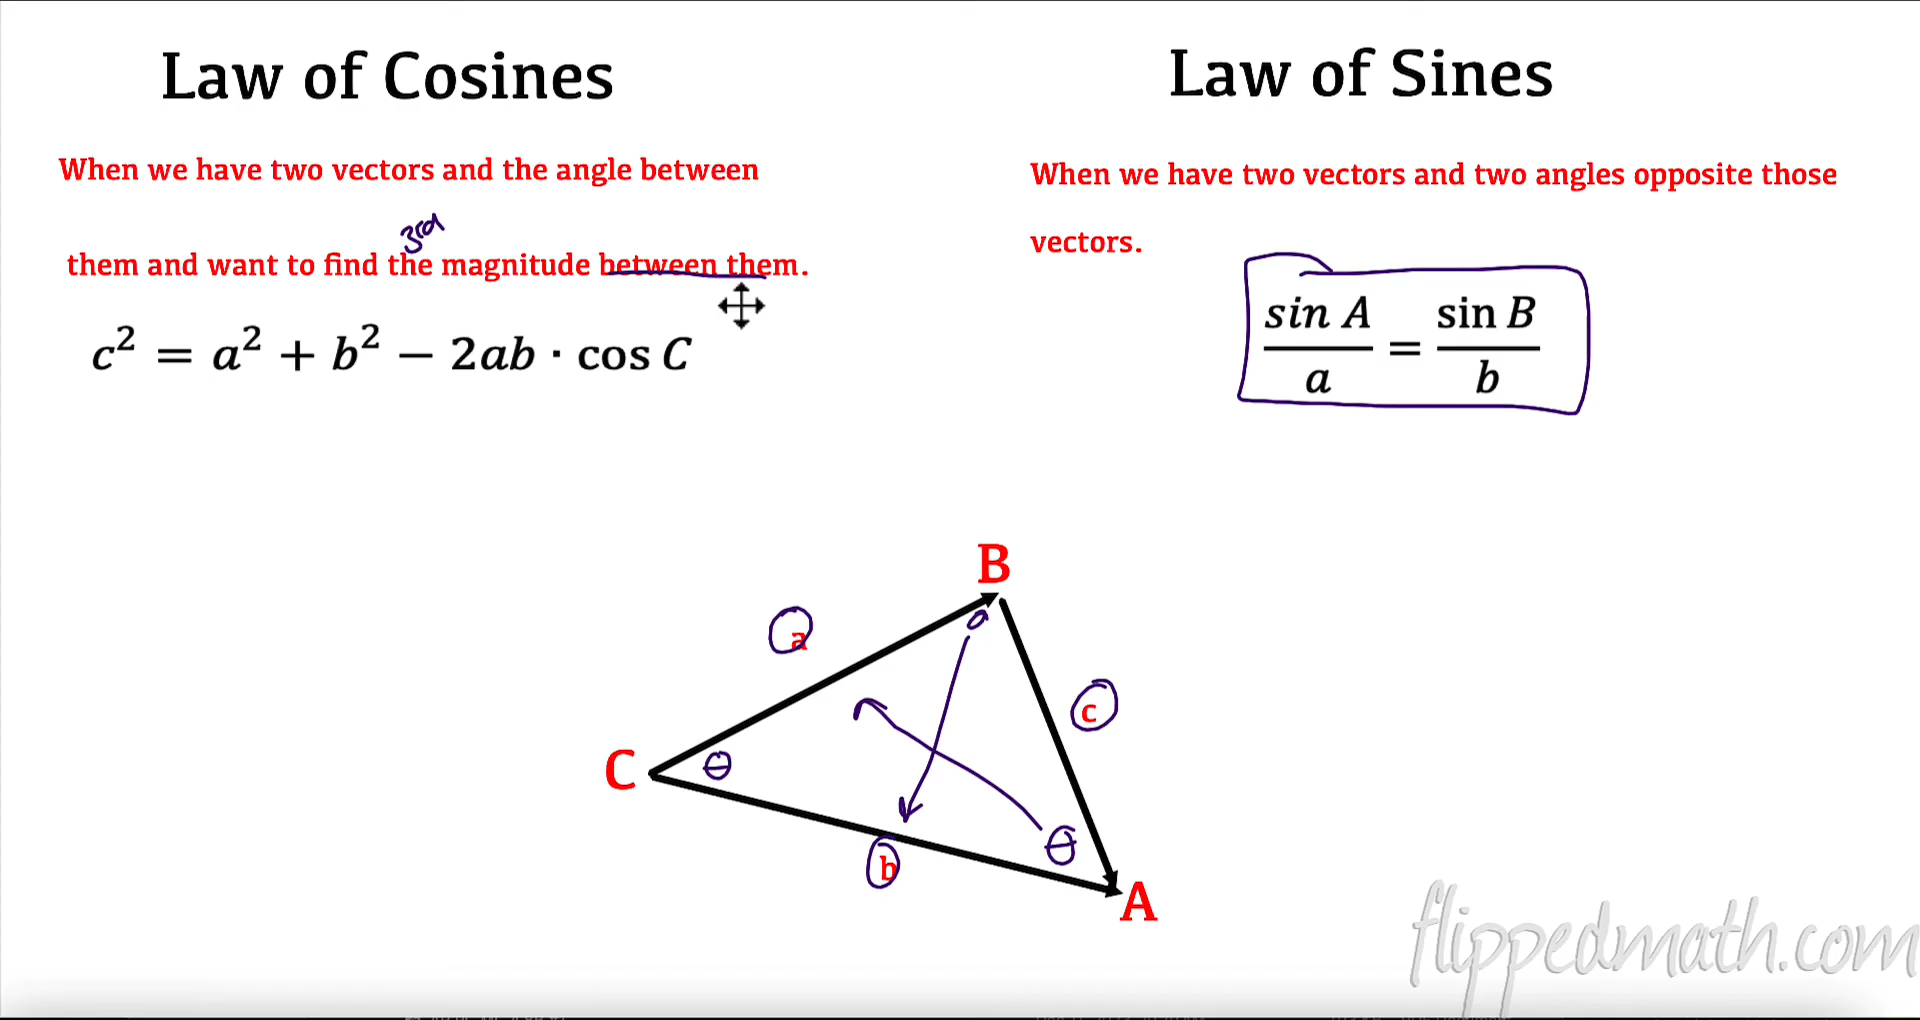 Law of Cosines
When we have two vectors and the angle between
3rd
them and want to find the magnitude between them.
c² = a² + b² − 2ab · cos C
Law of Sines
When we have two vectors and two angles opposite those
vectors.
sin A / a = sin B / b
B
a
c
C
θ
θ
b
A
flippedmath.com